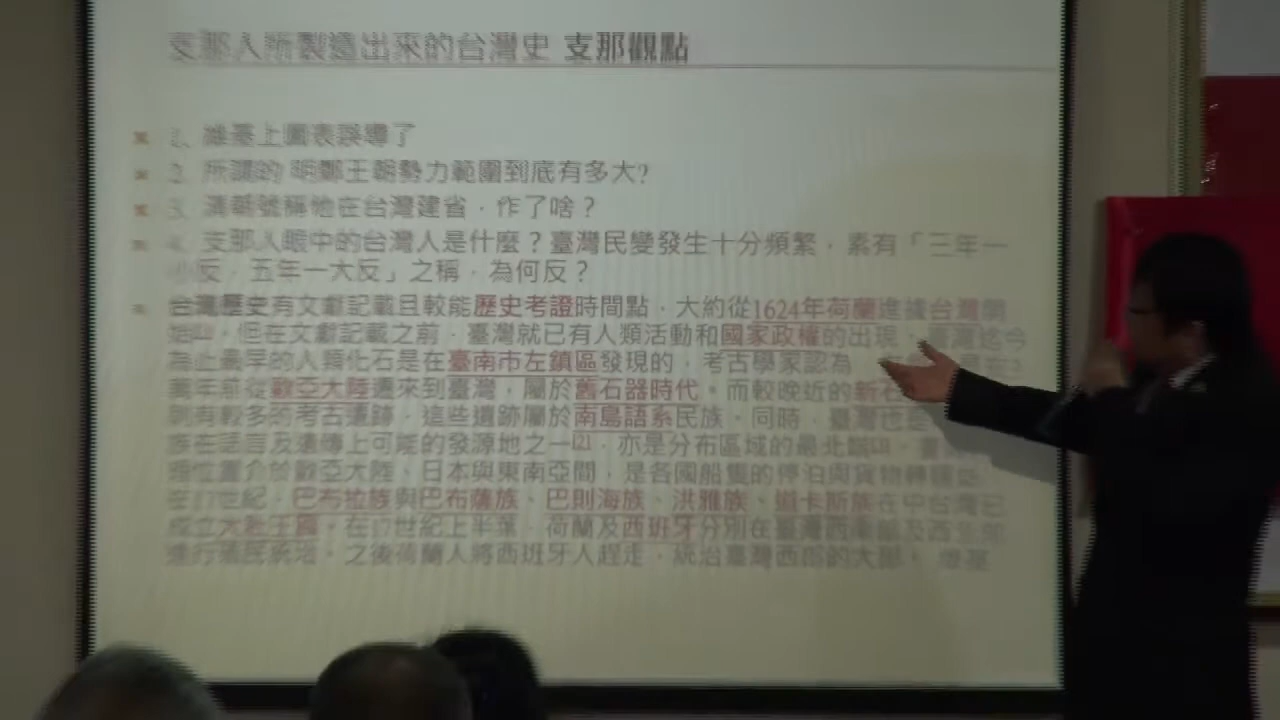 支那人所製造出來的台灣史 支那觀點
1. 維基上圖表誤導了
2. 所謂的 明鄭王朝勢力範圍到底有多大?
3. 清朝號稱他在台灣建省，作了啥？
4. 支那人眼中的台灣人是什麼？臺灣民變發生十分頻繁，素有「三年一
小反，五年一大反」之稱，為何反？
台灣歷史有文獻記載且較能歷史考證時間點，大約從1624年荷蘭進據台灣開
始[1]，但在文獻記載之前，臺灣就已有人類活動和國家政權的出現，臺灣迄今
為止最早的人類化石是在臺南市左鎮區發現的，考古學家認為
萬年前從歐亞大陸遷來到臺灣，屬於舊石器時代。而較晚近的新石
則有較多的考古遺跡，這些遺跡屬於南島語系民族。同時，臺灣也是
族在語言及遺傳上可能的發源地之一[2]，亦是分布區域的最北端[3]，
理位置介於歐亞大陸、日本與東南亞間，是各國船隻的停泊與貨物轉運站。
在17世紀，巴布拉族與巴布薩族、巴則海族、洪雅族、道卡斯族在中台灣已
成立大肚王國。在17世紀上半葉，荷蘭及西班牙分別在臺灣西南部及西北部
進行殖民統治。之後荷蘭人將西班牙人趕走，統治臺灣西部的大部。 維基